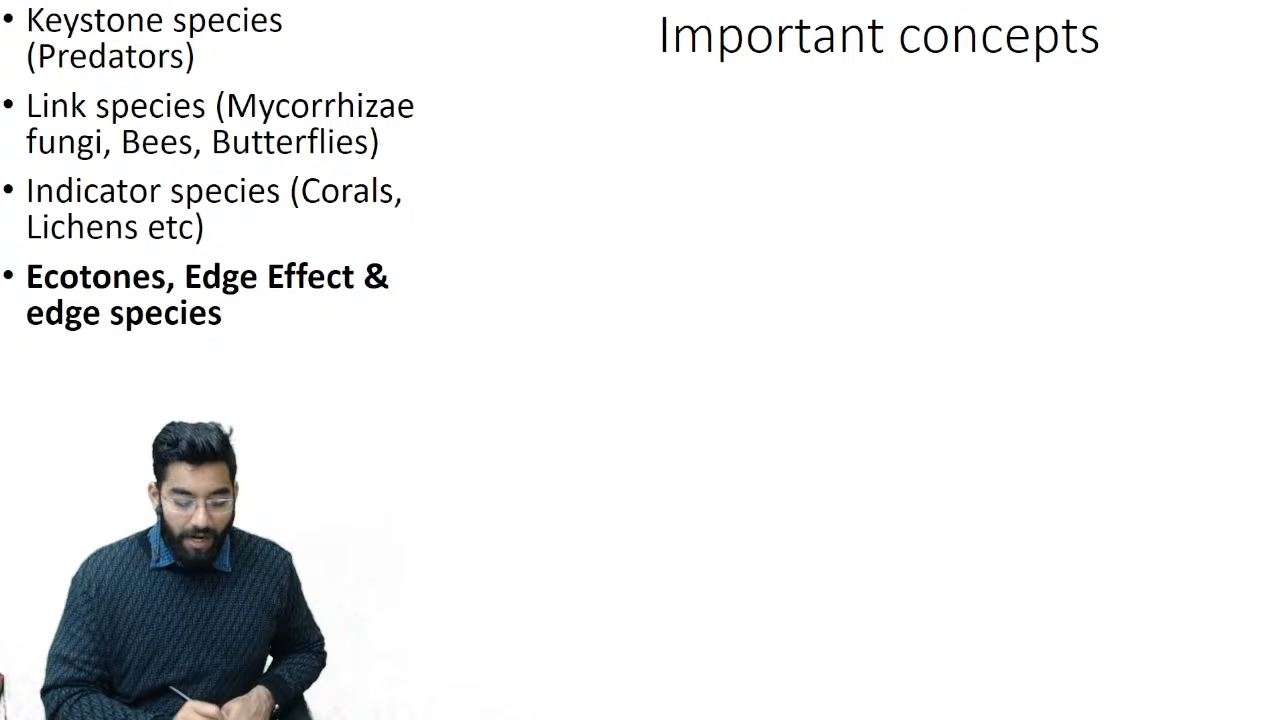 Important concepts
• Keystone species
(Predators)
• Link species (Mycorrhizae
fungi, Bees, Butterflies)
• Indicator species (Corals,
Lichens etc)
• Ecotones, Edge Effect &
edge species